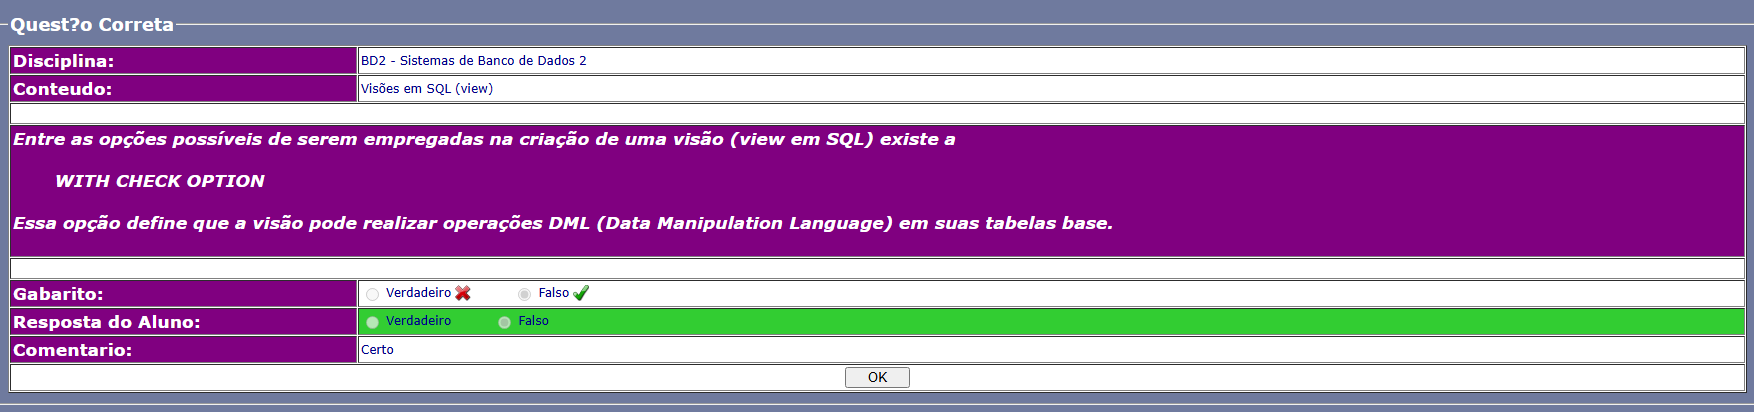 Quest?o Correta
Disciplina: BD2 - Sistemas de Banco de Dados 2
Conteudo: Visões em SQL (view)
Entre as opções possíveis de serem empregadas na criação de uma visão (view em SQL) existe a
WITH CHECK OPTION
Essa opção define que a visão pode realizar operações DML (Data Manipulation Language) em suas tabelas base.
Gabarito: Verdadeiro Falso
Resposta do Aluno: Verdadeiro Falso
Comentario: Certo
OK